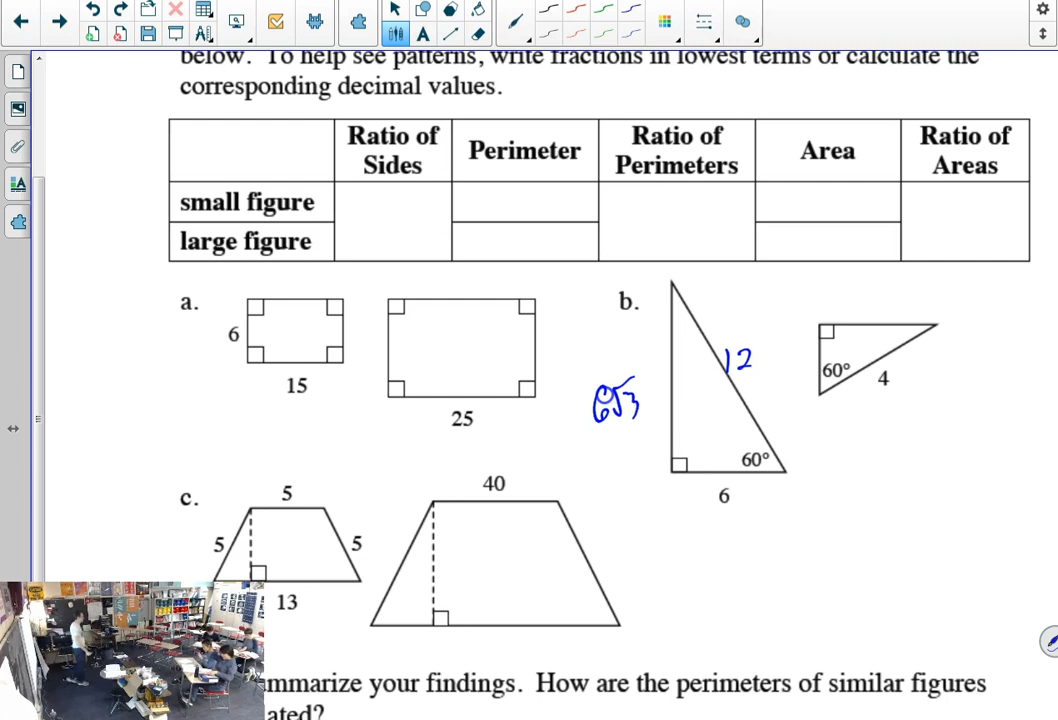 below. To help see patterns, write fractions in lowest terms or calculate the
corresponding decimal values.
Ratio of Sides Perimeter Ratio of Perimeters Area Ratio of Areas
small figure
large figure
a. 6 15 25
b. 6√3 12 60° 6 60° 4
c. 5 5 5 13 40
mmarize your findings. How are the perimeters of similar figures
ated?